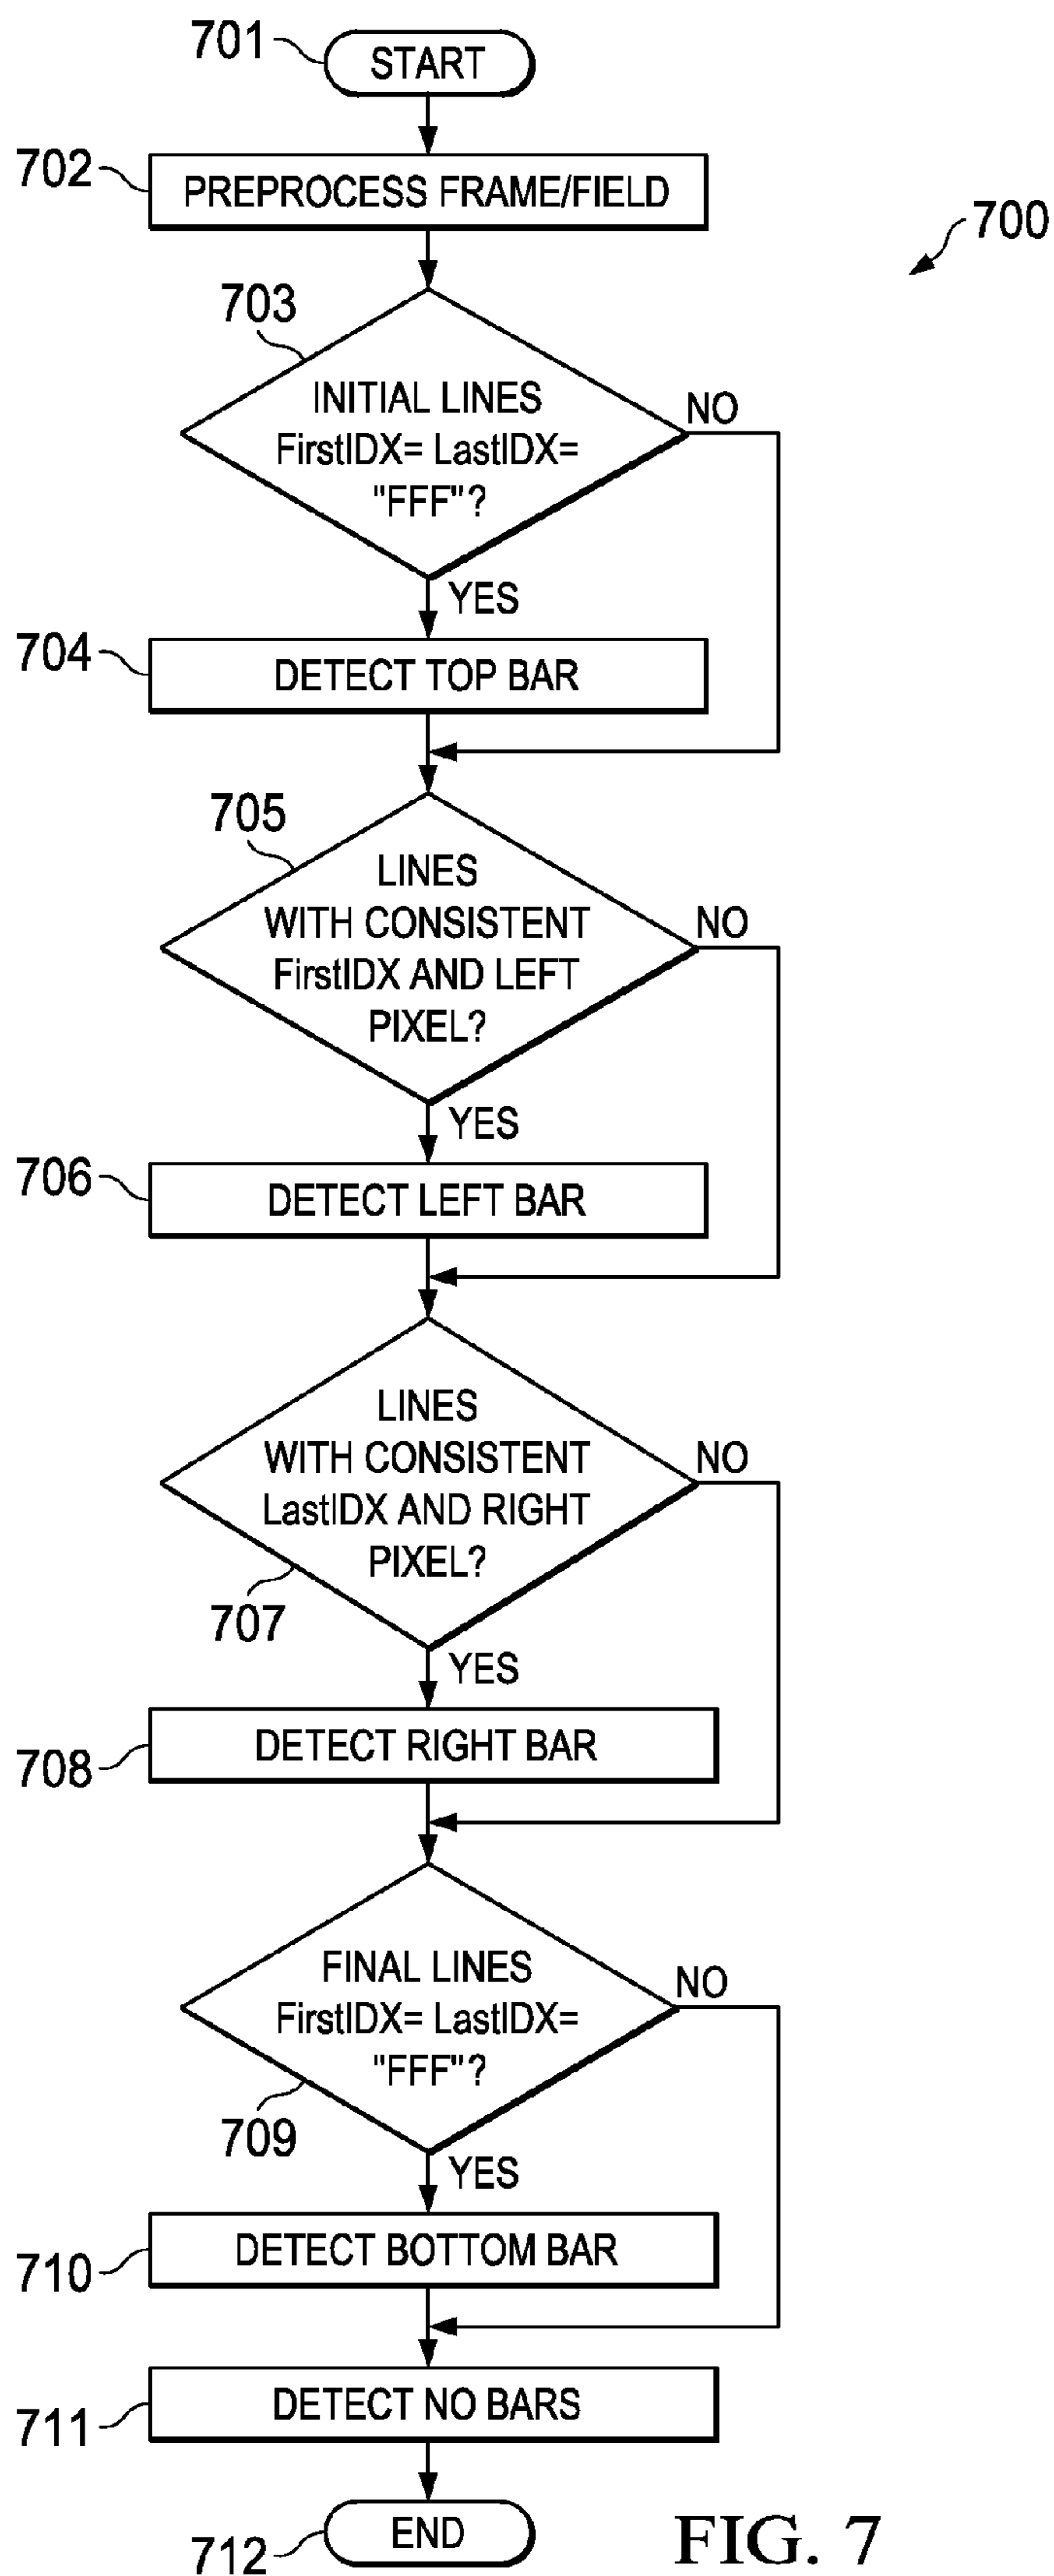 701
START
702
PREPROCESS FRAME/FIELD
700
703
INITIAL LINES
FirstIDX= LastIDX=
"FFF"?
NO
YES
704
DETECT TOP BAR
705
LINES
WITH CONSISTENT
FirstIDX AND LEFT
PIXEL?
NO
YES
706
DETECT LEFT BAR
LINES
WITH CONSISTENT
LastIDX AND RIGHT
PIXEL?
NO
707
YES
708
DETECT RIGHT BAR
FINAL LINES
FirstIDX= LastIDX=
"FFF"?
NO
709
YES
710
DETECT BOTTOM BAR
711
DETECT NO BARS
712
END
FIG. 7